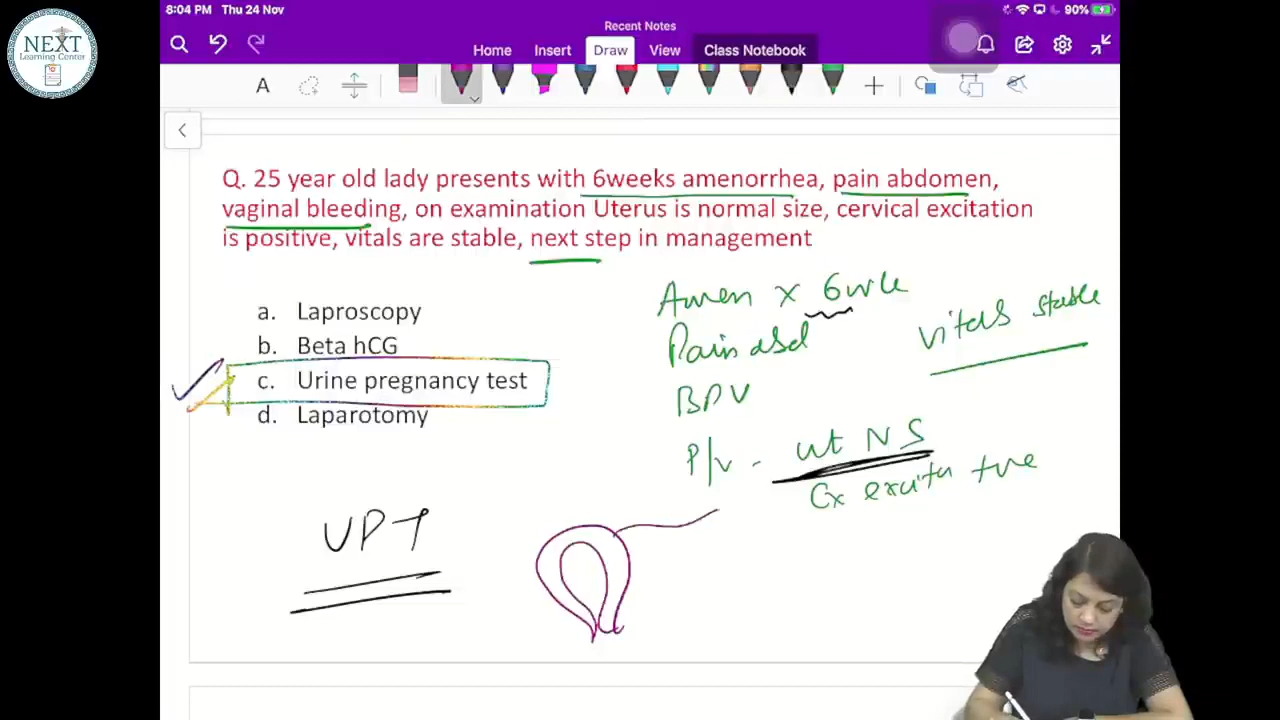 8:04 PM Thu 24 Nov
90%
NEXT
Learning Center
Recent Notes
Home Insert Draw View Class Notebook
A
Q. 25 year old lady presents with 6weeks amenorrhea, pain abdomen,
vaginal bleeding, on examination Uterus is normal size, cervical excitation
is positive, vitals are stable, next step in management
a. Laproscopy
b. Beta hCG
c. Urine pregnancy test
d. Laparotomy
Amen x 6wk
Pain abd
BPV
P/v - ut N S
Cx excitn +ve
vitals stable
UPT